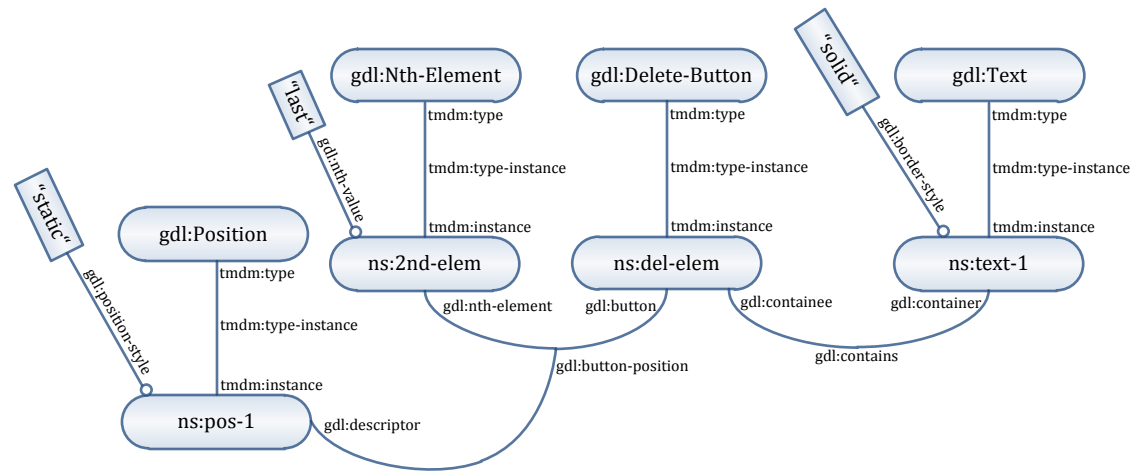 “solid“
gdl:Nth-Element
gdl:Delete-Button
gdl:Text
“last“
tmdm:type
tmdm:type
tmdm:type
gdl:nth-value
gdl:border-style
tmdm:type-instance
tmdm:type-instance
tmdm:type-instance
“static“
gdl:Position
tmdm:instance
tmdm:instance
tmdm:instance
ns:2nd-elem
ns:del-elem
ns:text-1
gdl:position-style
tmdm:type
gdl:nth-element
gdl:button
gdl:containee
gdl:container
tmdm:type-instance
gdl:contains
gdl:button-position
tmdm:instance
ns:pos-1
gdl:descriptor